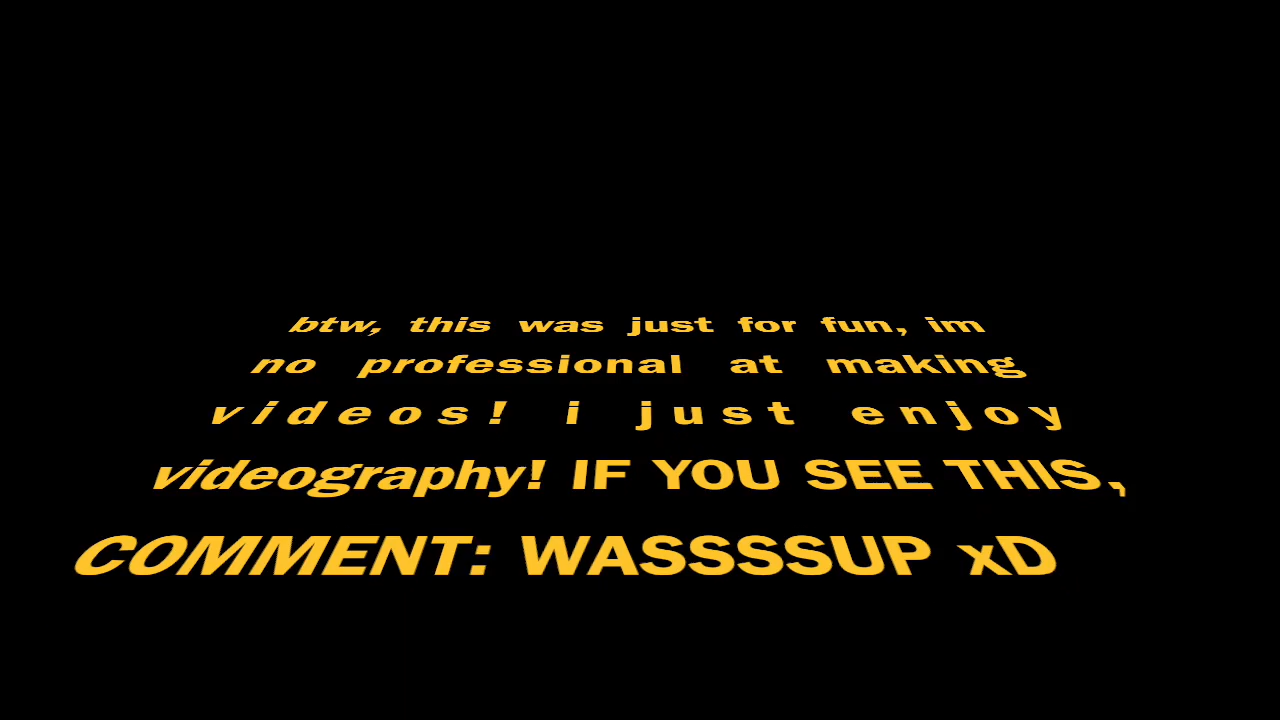 btw, this was just for fun, im
no professional at making
videos! i just enjoy
videography! IF YOU SEE THIS,
COMMENT: WASSSSUP xD